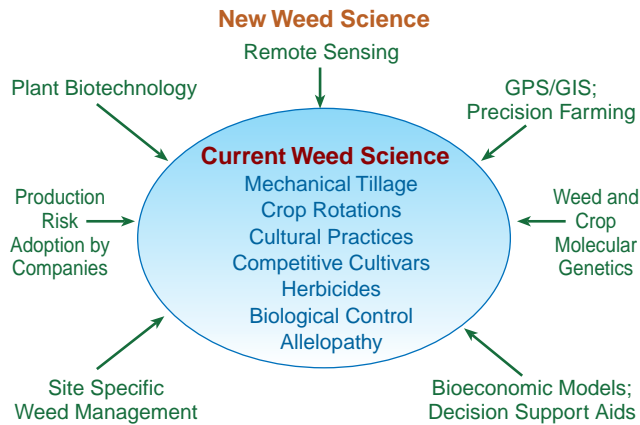 New Weed Science
Remote Sensing
Plant Biotechnology
GPS/GIS;
Precision Farming
Current Weed Science
Mechanical Tillage
Crop Rotations
Cultural Practices
Competitive Cultivars
Herbicides
Biological Control
Allelopathy
Production
Risk
Adoption by
Companies
Weed and
Crop
Molecular
Genetics
Site Specific
Weed Management
Bioeconomic Models;
Decision Support Aids